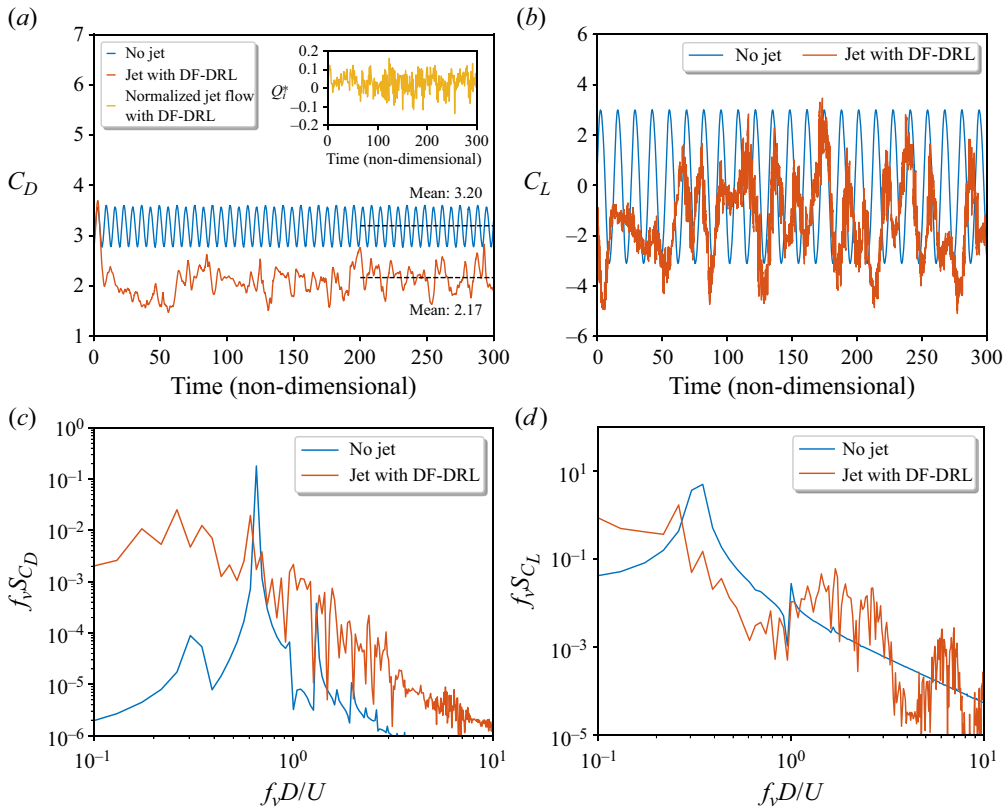 (a)
7
6
5
4
3
2
1
C_D
No jet
Jet with DF-DRL
Normalized jet flow
with DF-DRL
0.2
0.1
0
−0.1
−0.2
Q_i^*
0 100 200 300
Time (non-dimensional)
Mean: 3.20
Mean: 2.17
0 50 100 150 200 250 300
Time (non-dimensional)
(b)
6
4
2
0
−2
−4
−6
C_L
No jet
Jet with DF-DRL
0 50 100 150 200 250 300
Time (non-dimensional)
(c)
10^0
10^−1
10^−2
10^−3
10^−4
10^−5
10^−6
f_v S_{C_D}
No jet
Jet with DF-DRL
10^−1 10^0 10^1
f_v D/U
(d)
10^1
10^−1
10^−3
10^−5
f_v S_{C_L}
No jet
Jet with DF-DRL
10^−1 10^0 10^1
f_v D/U